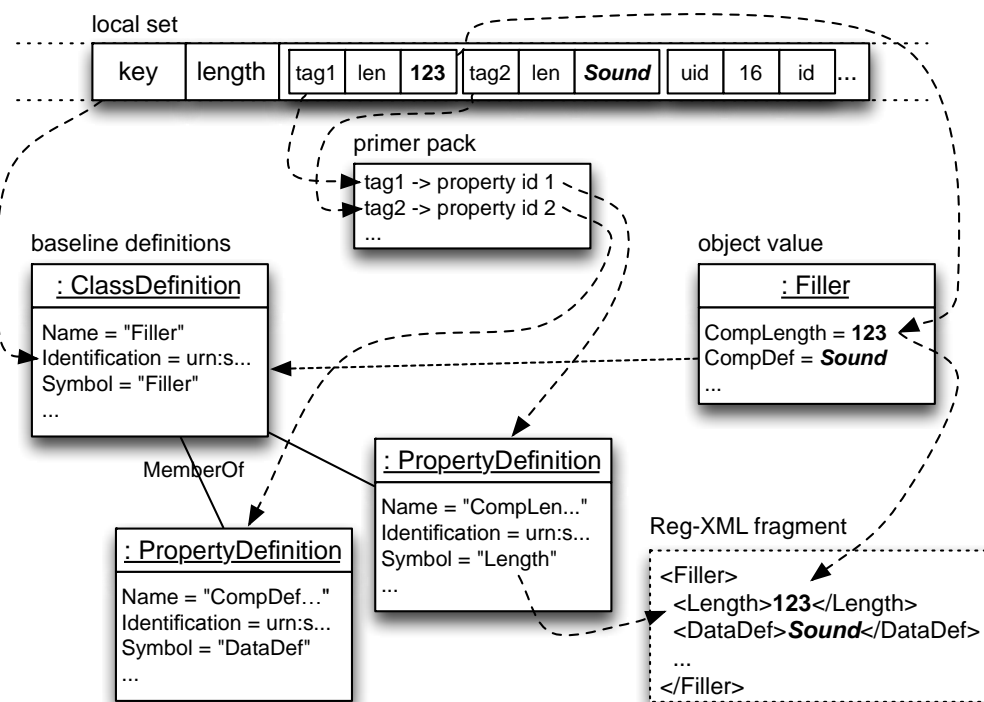 local set
key length tag1 len 123 tag2 len Sound uid 16 id ...
primer pack
tag1 -> property id 1
tag2 -> property id 2
...
baseline definitions
: ClassDefinition
Name = "Filler"
Identification = urn:s...
Symbol = "Filler"
...
object value
: Filler
CompLength = 123
CompDef = Sound
...
MemberOf
: PropertyDefinition
Name = "CompLen..."
Identification = urn:s...
Symbol = "Length"
...
: PropertyDefinition
Name = "CompDef…"
Identification = urn:s...
Symbol = "DataDef"
...
Reg-XML fragment
<Filler>
<Length>123</Length>
<DataDef>Sound</DataDef>
...
</Filler>